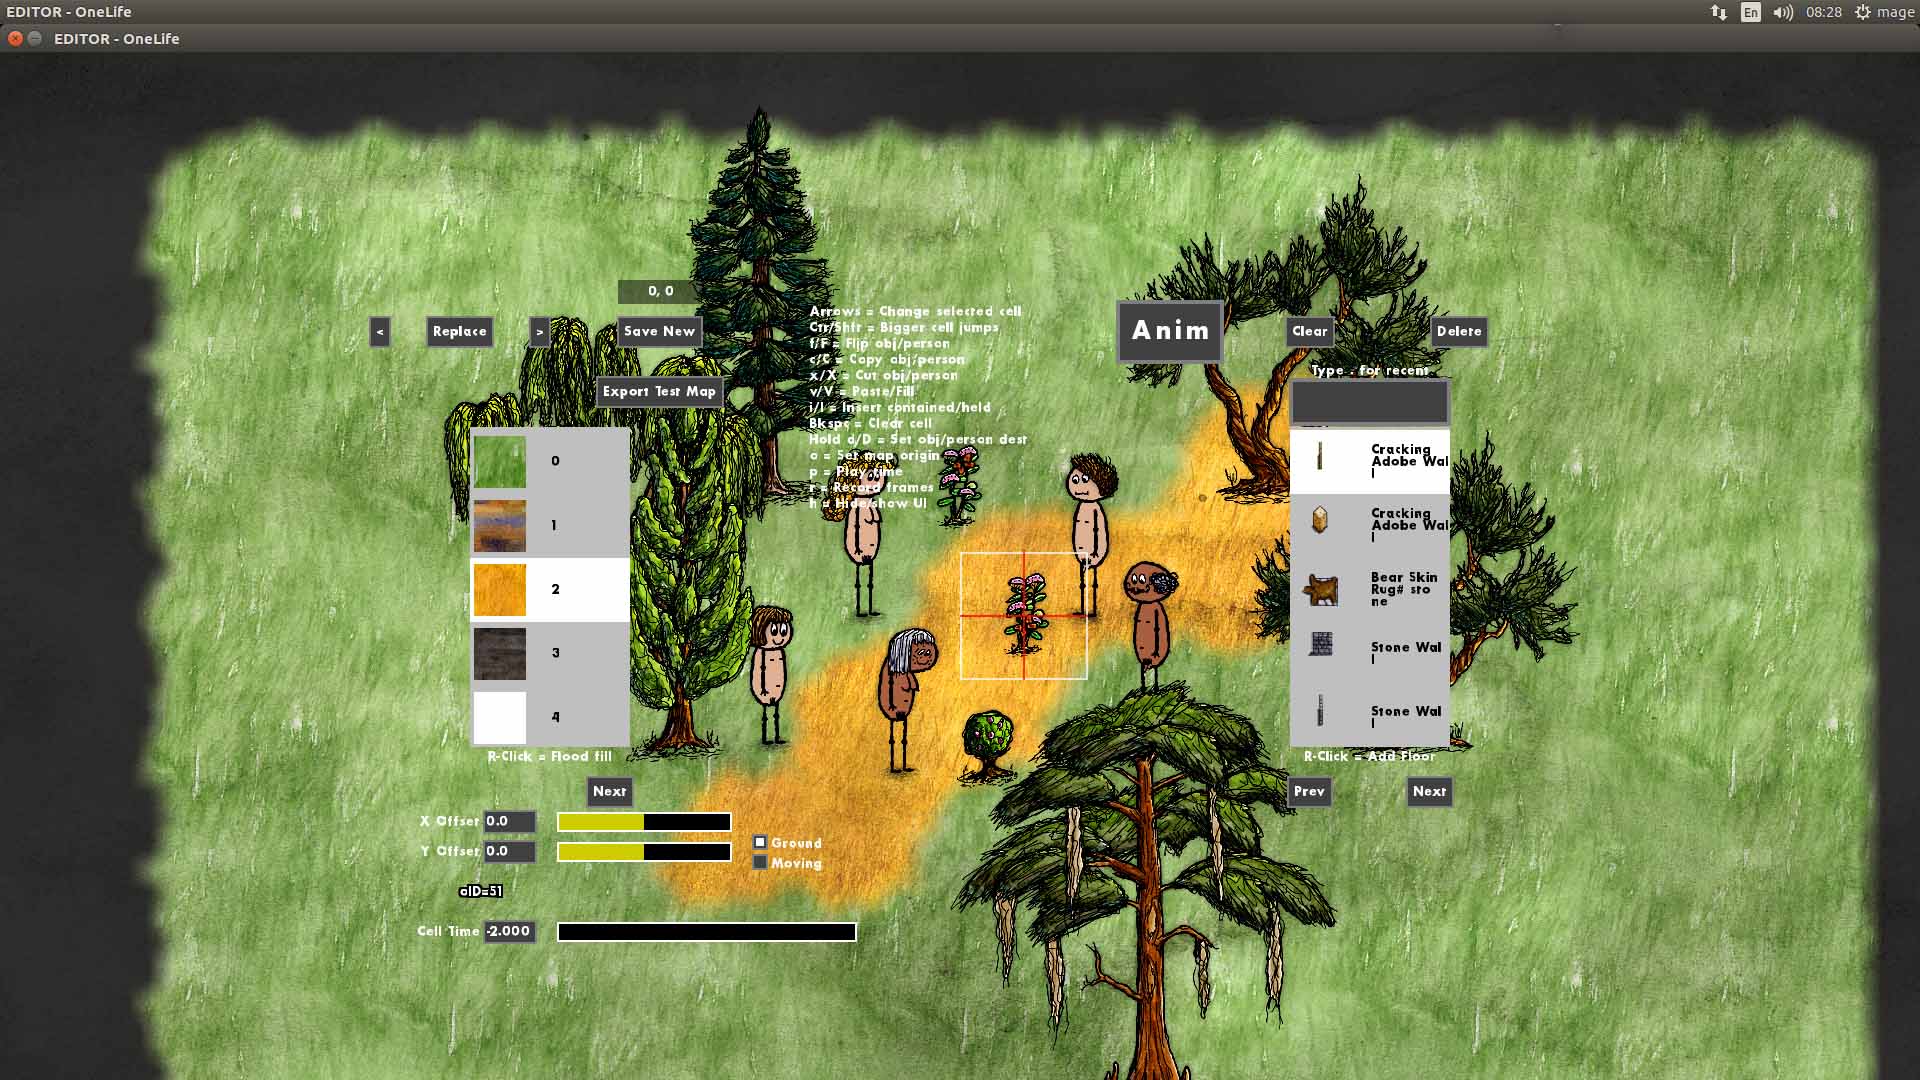 EDITOR - OneLife
En
08:28
mage
EDITOR - OneLife
0, 0
<
Replace
>
Save New
Export Test Map
Arrows = Change selected cell
Ctr/Shft = Bigger cell jumps
f/F = Flip obj/person
c/C = Copy obj/person
x/X = Cut obj/person
v/V = Paste/Fill
i/I = Insert contained/held
Bkspc = Clear cell
Hold d/D = Set obj/person dest
o = Set map origin
p = Play time
r = Record frames
h = Hide/show UI
Anim
Clear
Delete
Type . for recent
0
1
2
3
4
R-Click = Flood fill
Next
Cracking
Adobe Wal
l
Cracking
Adobe Wal
l
Bear Skin
Rug# sto
ne
Stone Wal
l
Stone Wal
l
R-Click = Add Floor
Prev
Next
X Offset 0.0
Y Offset 0.0
Ground
Moving
oID=51
Cell Time -2.000